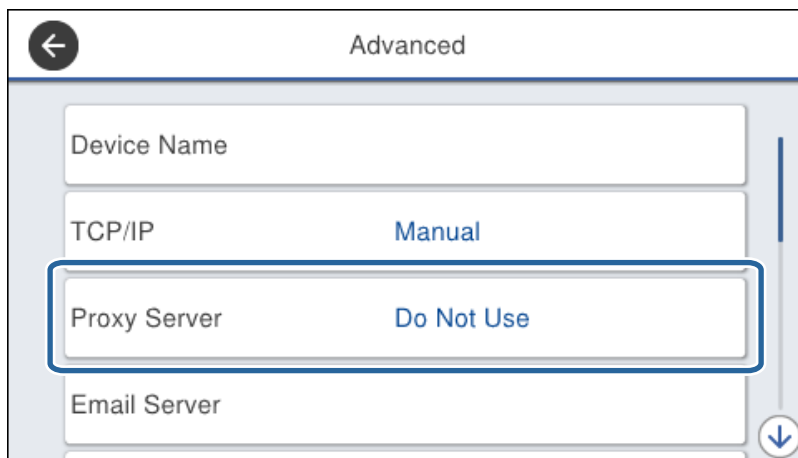 Advanced
Device Name
TCP/IP Manual
Proxy Server Do Not Use
Email Server